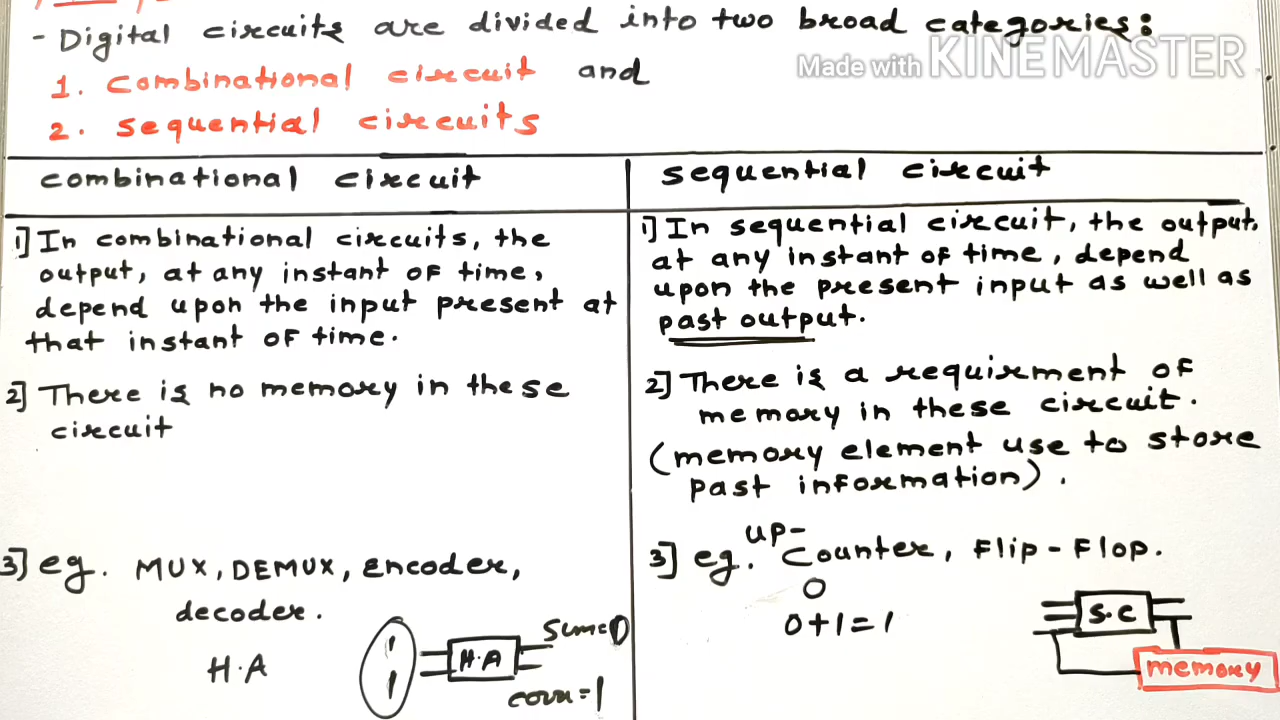 - Digital circuits are divided into two broad categories:
Made with KINEMASTER
1. combinational circuit and
2. sequential circuits
combinational circuit
1] In combinational circuits, the
output, at any instant of time,
depend upon the input present at
that instant of time.
2] There is no memory in these
circuit
3] eg. MUX, DEMUX, Encoder,
decoder.
H.A
1
1
H.A
sum=0
=1
sequential circuit
1] In sequential circuit, the output,
at any instant of time, depend
upon the present input as well as
past output.
2] There is a requirment of
memory in these circuit.
(memory element use to store
past information).
up-
3] eg. counter, Flip-Flop.
0
0+1=1
S.C
memory